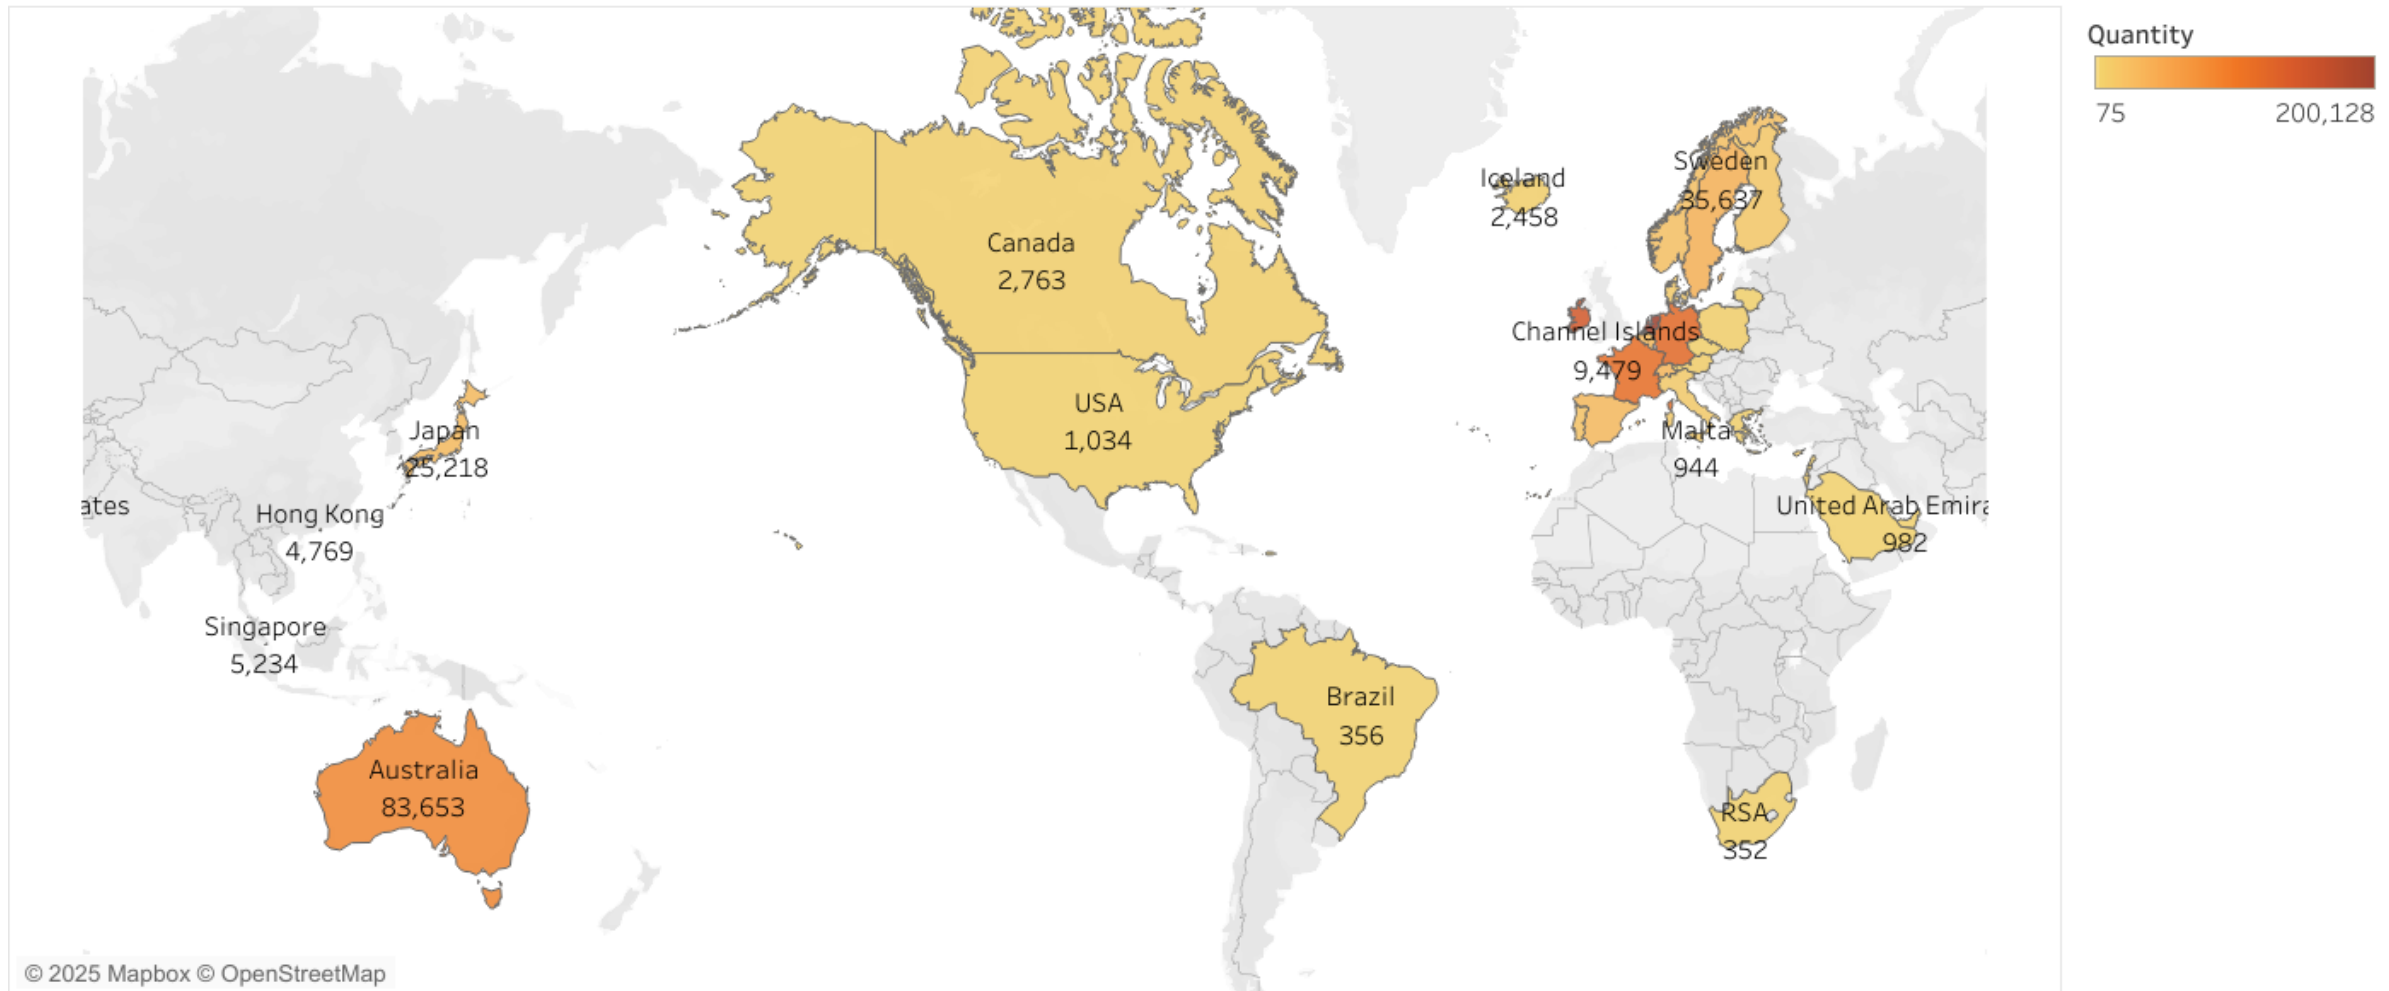 Quantity
75
200,128
Sweden
35,637
Iceland
2,458
Canada
2,763
Channel Islands
9,479
USA
1,034
Japan
25,218
Malta
944
ates
United Arab Emira
982
Hong Kong
4,769
Singapore
5,234
Brazil
356
Australia
83,653
RSA
352
© 2025 Mapbox © OpenStreetMap